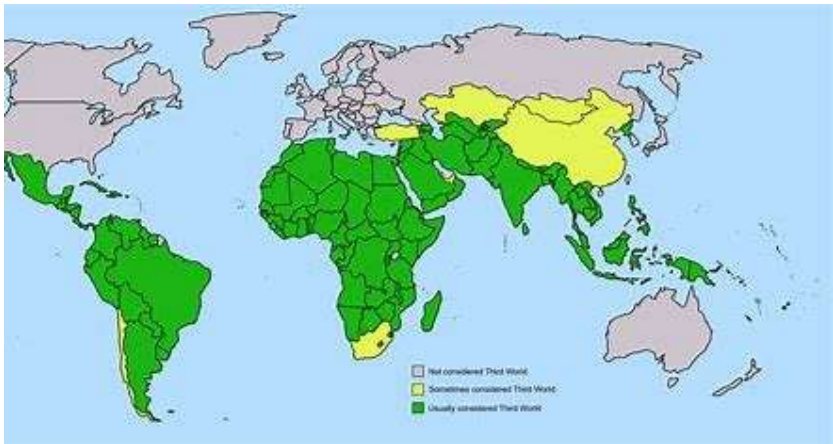 Not considered Third World
Sometimes considered Third World
Usually considered Third World